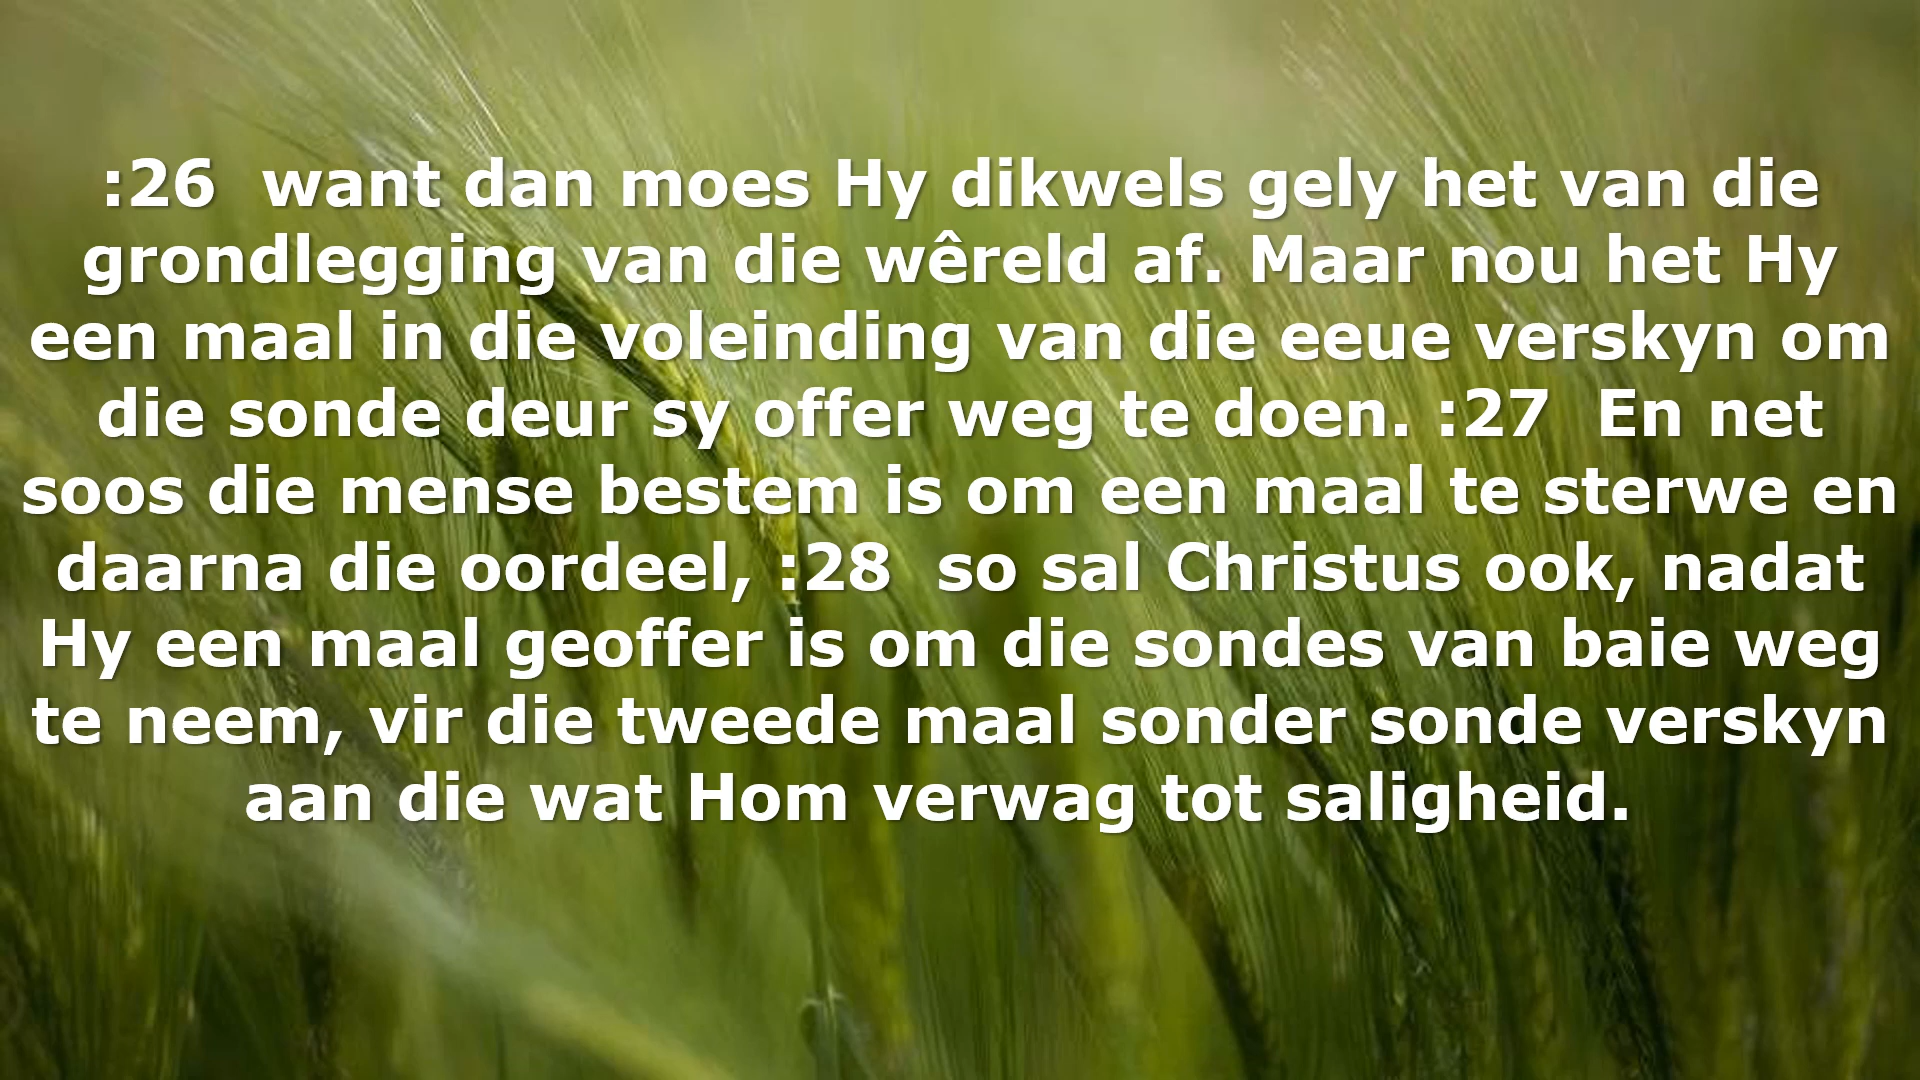 :26  want dan moes Hy dikwels gely het van die
grondlegging van die wêreld af. Maar nou het Hy
een maal in die voleinding van die eeue verskyn om
die sonde deur sy offer weg te doen. :27  En net
soos die mense bestem is om een maal te sterwe en
daarna die oordeel, :28  so sal Christus ook, nadat
Hy een maal geoffer is om die sondes van baie weg
te neem, vir die tweede maal sonder sonde verskyn
aan die wat Hom verwag tot saligheid.